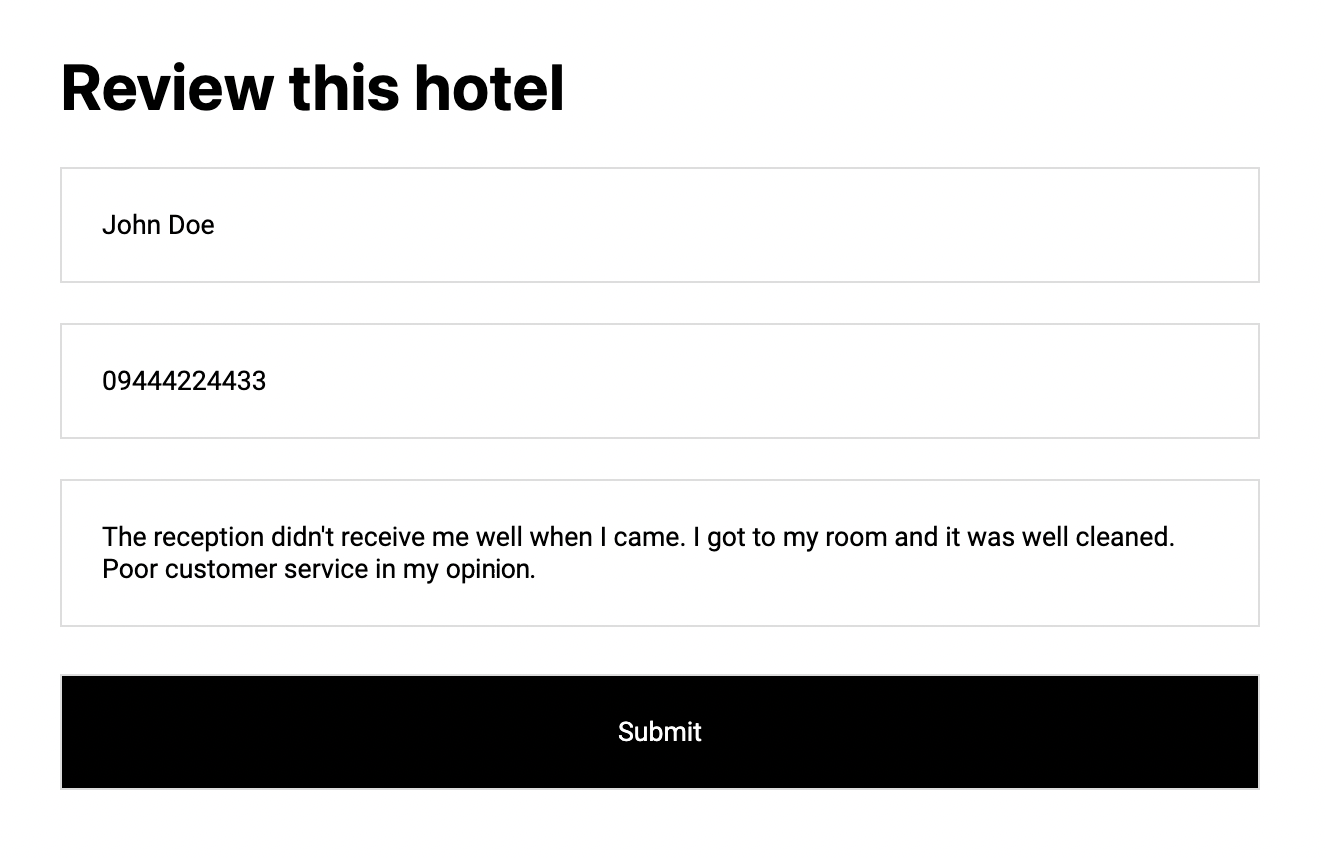 Review this hotel
John Doe
09444224433
The reception didn't receive me well when I came. I got to my room and it was well cleaned.
Poor customer service in my opinion.
Submit